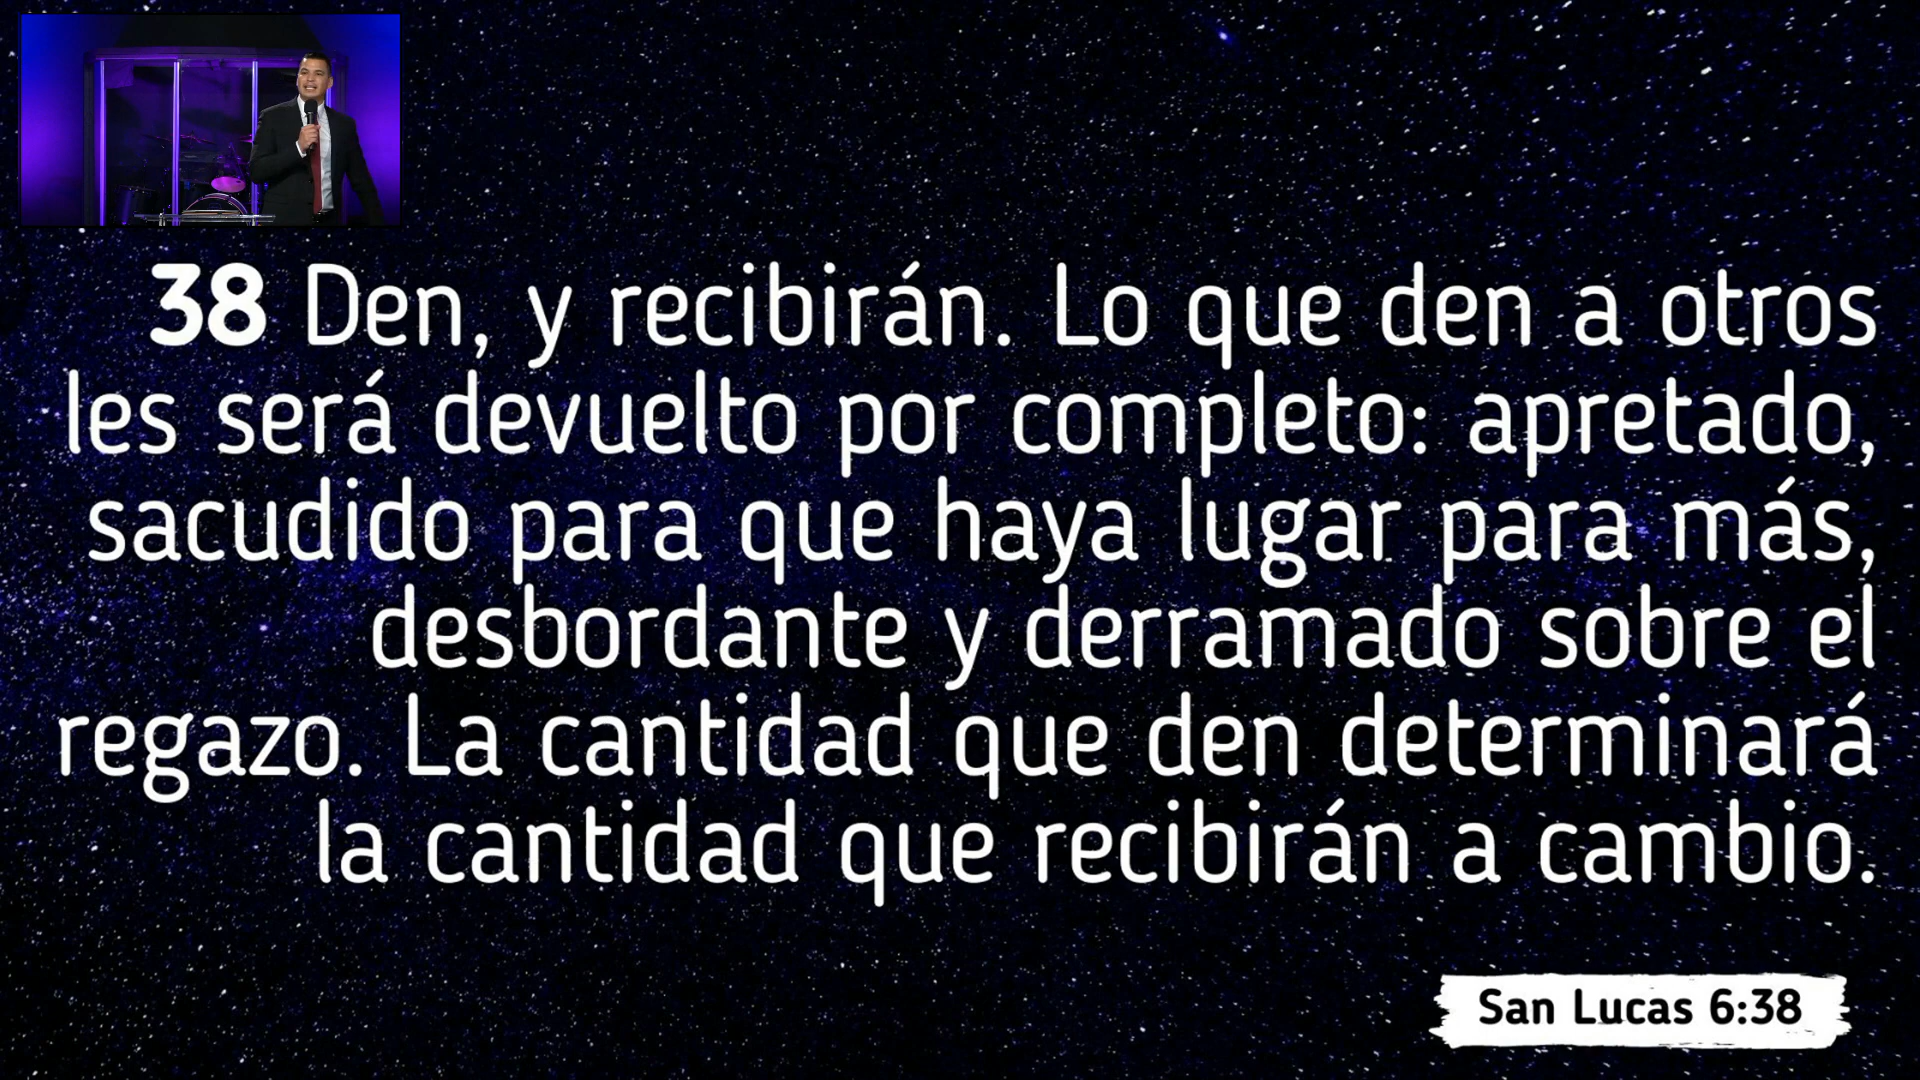 38 Den, y recibirán. Lo que den a otros
les será devuelto por completo: apretado,
sacudido para que haya lugar para más,
desbordante y derramado sobre el
regazo. La cantidad que den determinará
la cantidad que recibirán a cambio.
San Lucas 6:38